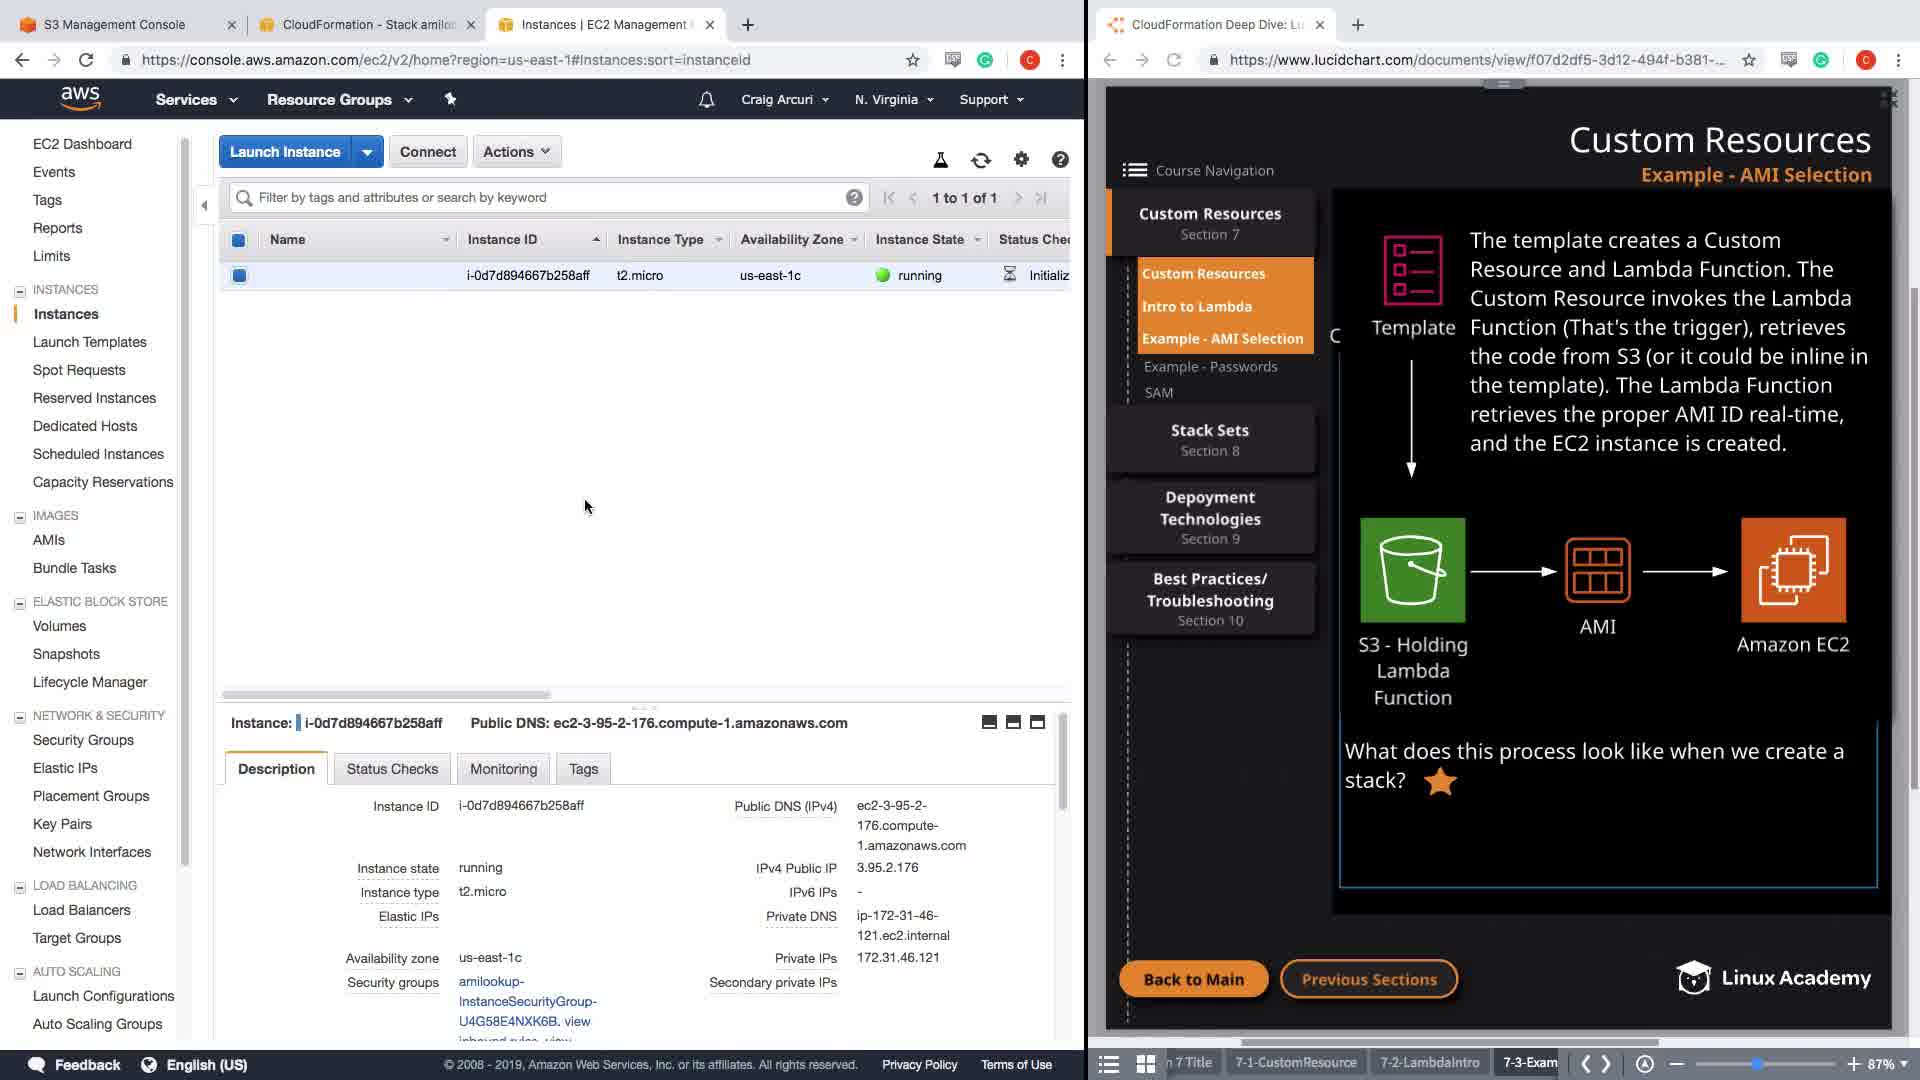 S3 Management Console
CloudFormation - Stack amiloo
Instances | EC2 Management
CloudFormation Deep Dive: Lu
https://console.aws.amazon.com/ec2/v2/home?region=us-east-1#Instances:sort=instanceId
C
https://www.lucidchart.com/documents/view/f07d2df5-3d12-494f-b381-...
C
aws
Services
Resource Groups
Craig Arcuri
N. Virginia
Support
EC2 Dashboard
Events
Tags
Reports
Limits
INSTANCES
Instances
Launch Templates
Spot Requests
Reserved Instances
Dedicated Hosts
Scheduled Instances
Capacity Reservations
IMAGES
AMIs
Bundle Tasks
ELASTIC BLOCK STORE
Volumes
Snapshots
Lifecycle Manager
NETWORK & SECURITY
Security Groups
Elastic IPs
Placement Groups
Key Pairs
Network Interfaces
LOAD BALANCING
Load Balancers
Target Groups
AUTO SCALING
Launch Configurations
Auto Scaling Groups
Launch Instance
Connect
Actions
Filter by tags and attributes or search by keyword
1 to 1 of 1
Name
Instance ID
Instance Type
Availability Zone
Instance State
Status Chec
i-0d7d894667b258aff
t2.micro
us-east-1c
running
Initializ
Instance: i-0d7d894667b258aff
Public DNS: ec2-3-95-2-176.compute-1.amazonaws.com
Description
Status Checks
Monitoring
Tags
Instance ID
i-0d7d894667b258aff
Public DNS (IPv4)
ec2-3-95-2-
176.compute-
1.amazonaws.com
Instance state
running
IPv4 Public IP
3.95.2.176
Instance type
t2.micro
IPv6 IPs
-
Elastic IPs
Private DNS
ip-172-31-46-
121.ec2.internal
Availability zone
us-east-1c
Private IPs
172.31.46.121
Security groups
amilookup-
InstanceSecurityGroup-
U4G58E4NXK6B. view
inbound rules. view
Secondary private IPs
Feedback
English (US)
© 2008 - 2019, Amazon Web Services, Inc. or its affiliates. All rights reserved.
Privacy Policy
Terms of Use
Custom Resources
Example - AMI Selection
Course Navigation
Custom Resources
Section 7
Custom Resources
Intro to Lambda
Example - AMI Selection
Example - Passwords
SAM
Stack Sets
Section 8
Depoyment
Technologies
Section 9
Best Practices/
Troubleshooting
Section 10
C
Template
The template creates a Custom
Resource and Lambda Function. The
Custom Resource invokes the Lambda
Function (That's the trigger), retrieves
the code from S3 (or it could be inline in
the template). The Lambda Function
retrieves the proper AMI ID real-time,
and the EC2 instance is created.
S3 - Holding
Lambda
Function
AMI
Amazon EC2
What does this process look like when we create a
stack?
Back to Main
Previous Sections
Linux Academy
n 7 Title
7-1-CustomResource
7-2-LambdaIntro
7-3-Exam
87%